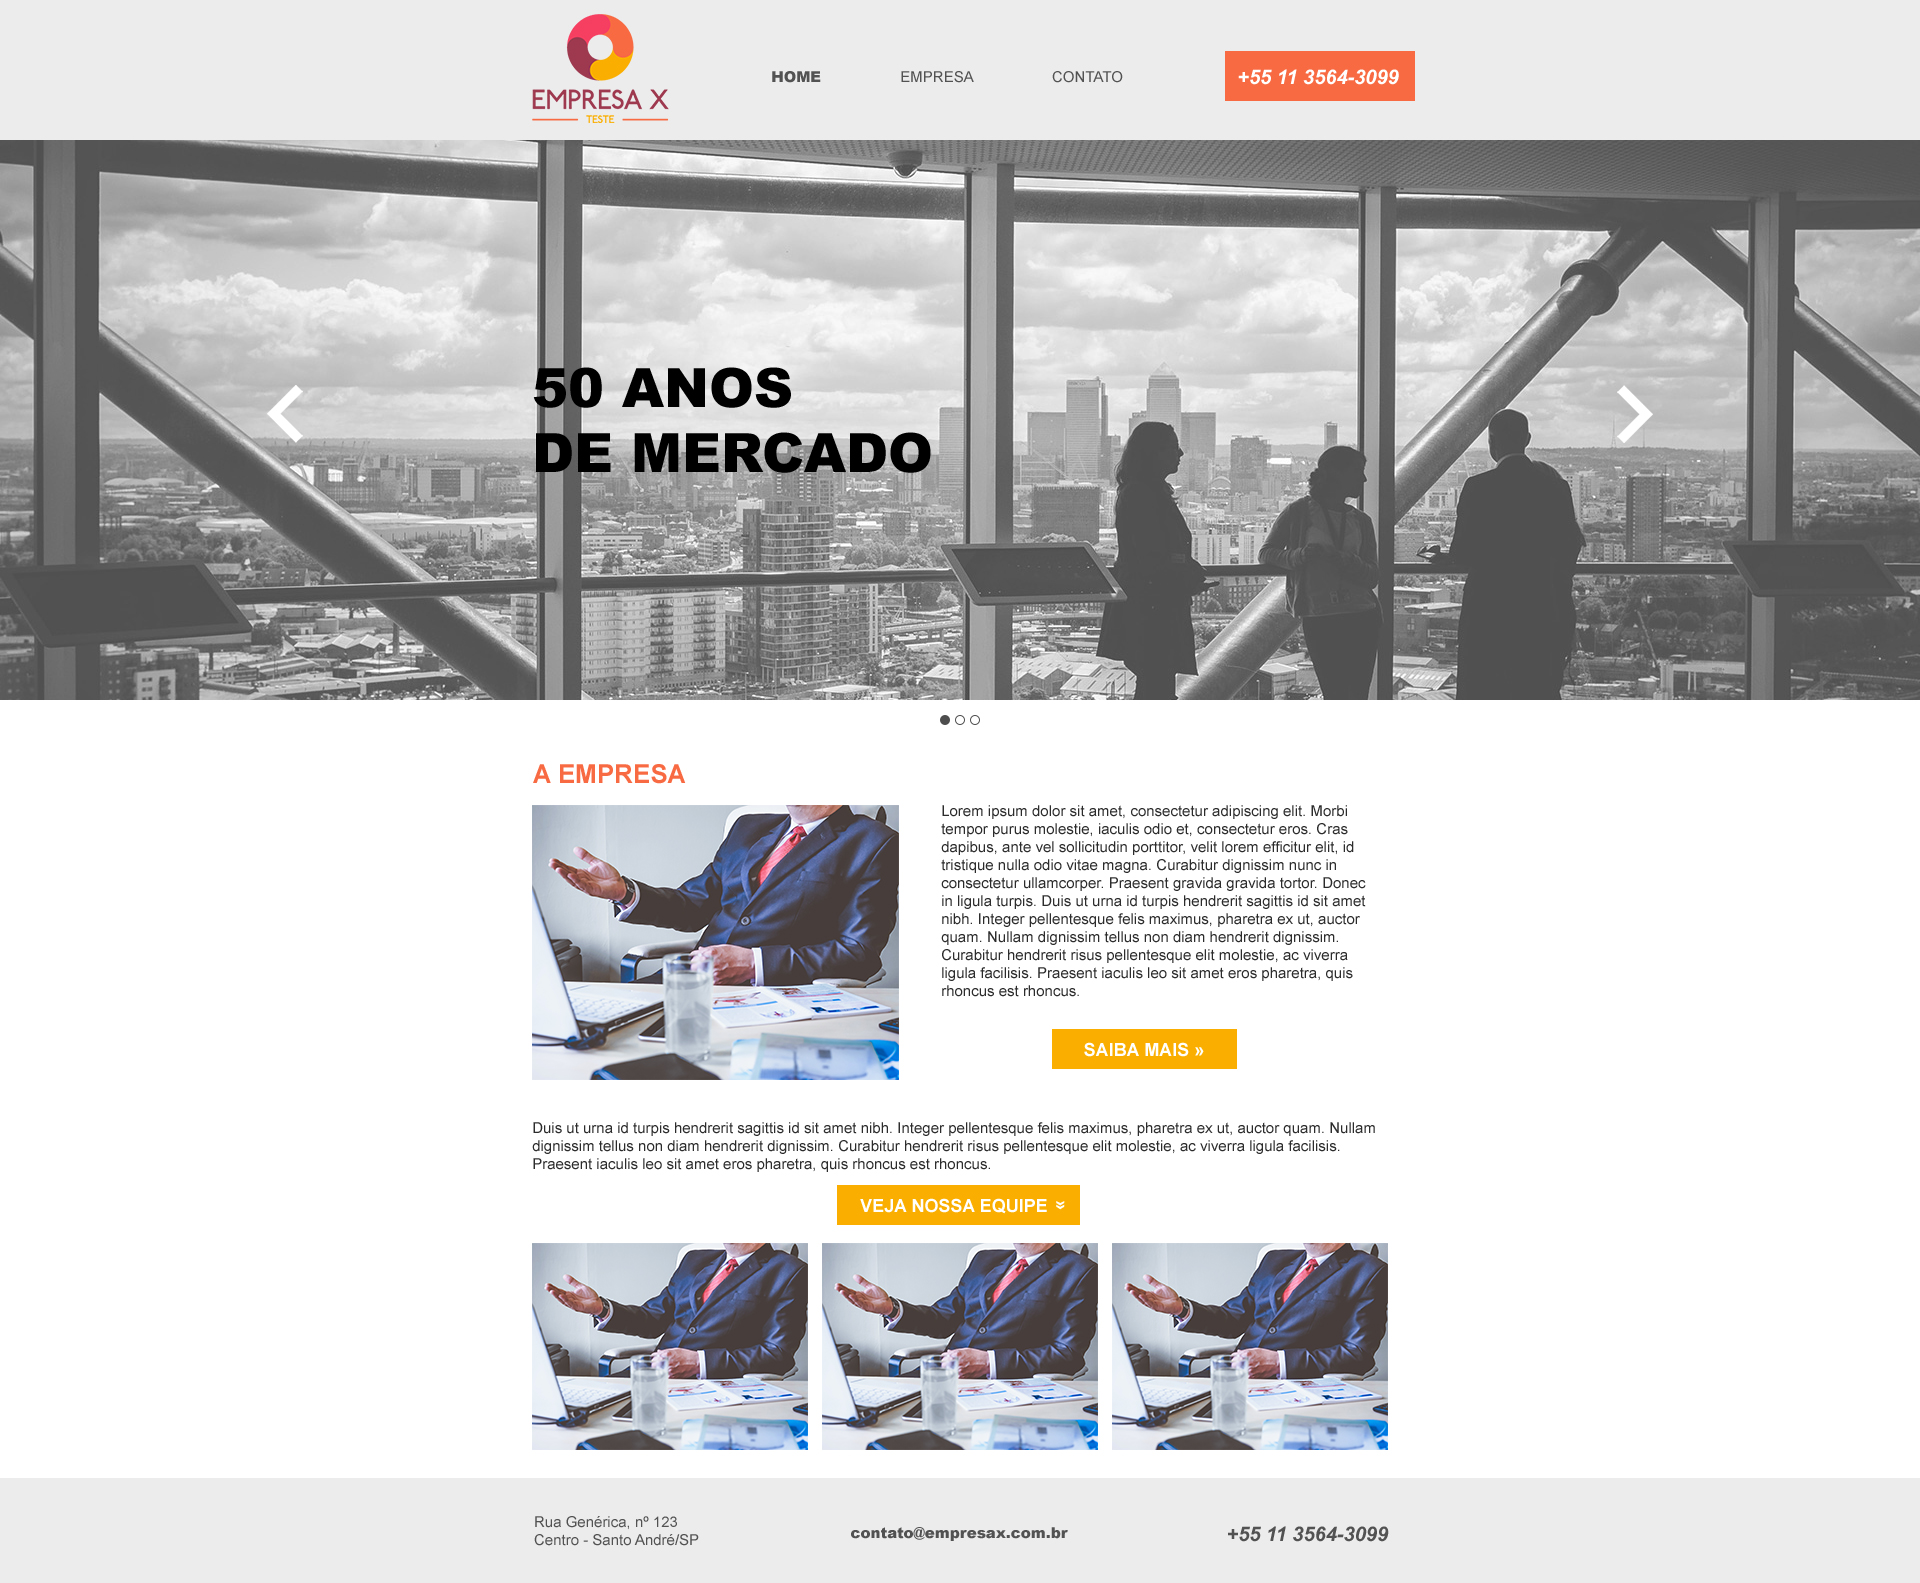 EMPRESA X
TESTE
HOME
EMPRESA
CONTATO
+55 11 3564-3099
50 ANOS
DE MERCADO
A EMPRESA
Lorem ipsum dolor sit amet, consectetur adipiscing elit. Morbi
tempor purus molestie, iaculis odio et, consectetur eros. Cras
dapibus, ante vel sollicitudin porttitor, velit lorem efficitur elit, id
tristique nulla odio vitae magna. Curabitur dignissim nunc in
consectetur ullamcorper. Praesent gravida gravida tortor. Donec
in ligula turpis. Duis ut urna id turpis hendrerit sagittis id sit amet
nibh. Integer pellentesque felis maximus, pharetra ex ut, auctor
quam. Nullam dignissim tellus non diam hendrerit dignissim.
Curabitur hendrerit risus pellentesque elit molestie, ac viverra
ligula facilisis. Praesent iaculis leo sit amet eros pharetra, quis
rhoncus est rhoncus.
SAIBA MAIS »
Duis ut urna id turpis hendrerit sagittis id sit amet nibh. Integer pellentesque felis maximus, pharetra ex ut, auctor quam. Nullam
dignissim tellus non diam hendrerit dignissim. Curabitur hendrerit risus pellentesque elit molestie, ac viverra ligula facilisis.
Praesent iaculis leo sit amet eros pharetra, quis rhoncus est rhoncus.
VEJA NOSSA EQUIPE
Rua Genérica, nº 123
Centro - Santo André/SP
contato@empresax.com.br
+55 11 3564-3099